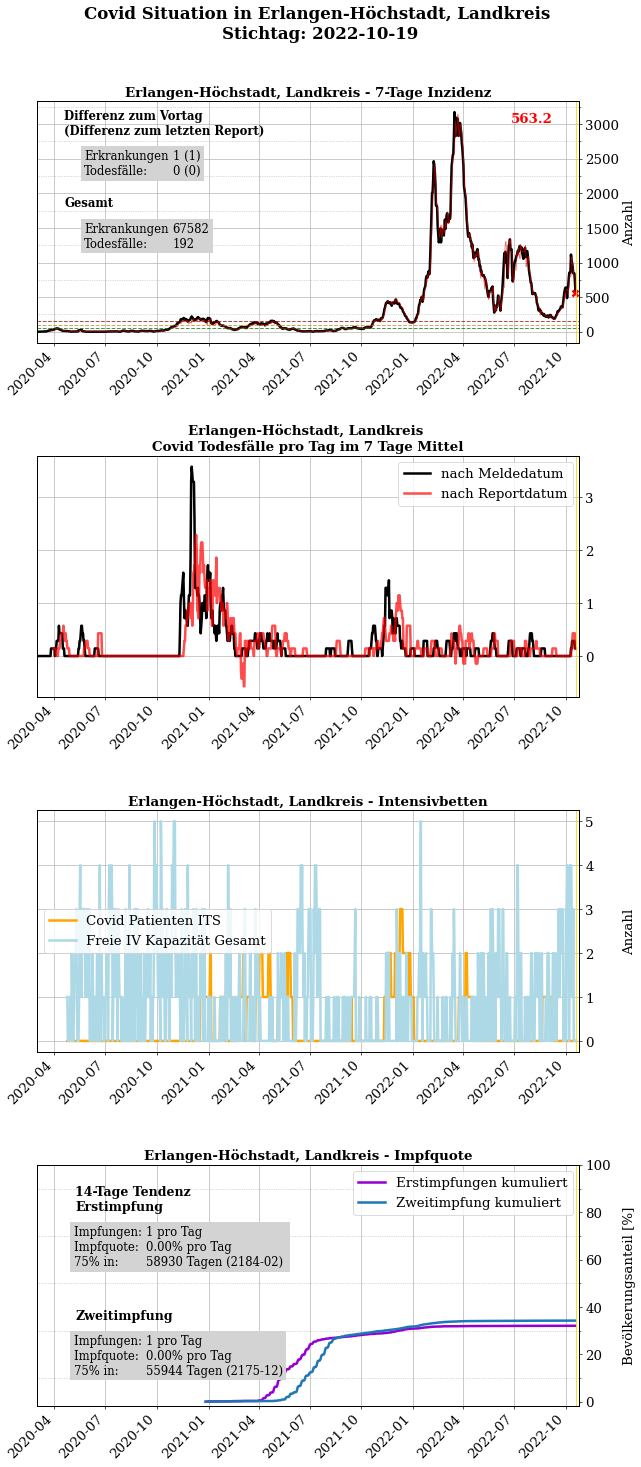 Covid Situation in Erlangen-Höchstadt, Landkreis
Stichtag: 2022-10-19
Erlangen-Höchstadt, Landkreis - 7-Tage Inzidenz
Differenz zum Vortag
(Differenz zum letzten Report)
Erkrankungen 1 (1)
Todesfälle: 0 (0)
Gesamt
Erkrankungen 67582
Todesfälle: 192
563.2
3000
2500
2000
1500
1000
500
0
Anzahl
2020-04
2020-07
2020-10
2021-01
2021-04
2021-07
2021-10
2022-01
2022-04
2022-07
2022-10
Erlangen-Höchstadt, Landkreis
Covid Todesfälle pro Tag im 7 Tage Mittel
nach Meldedatum
nach Reportdatum
3
2
1
0
2020-04
2020-07
2020-10
2021-01
2021-04
2021-07
2021-10
2022-01
2022-04
2022-07
2022-10
Erlangen-Höchstadt, Landkreis - Intensivbetten
Covid Patienten ITS
Freie IV Kapazität Gesamt
5
4
3
2
1
0
Anzahl
2020-04
2020-07
2020-10
2021-01
2021-04
2021-07
2021-10
2022-01
2022-04
2022-07
2022-10
Erlangen-Höchstadt, Landkreis - Impfquote
14-Tage Tendenz
Erstimpfung
Impfungen: 1 pro Tag
Impfquote: 0.00% pro Tag
75% in: 58930 Tagen (2184-02)
Zweitimpfung
Impfungen: 1 pro Tag
Impfquote: 0.00% pro Tag
75% in: 55944 Tagen (2175-12)
Erstimpfungen kumuliert
Zweitimpfung kumuliert
100
80
60
40
20
0
Bevölkerungsanteil [%]
2020-04
2020-07
2020-10
2021-01
2021-04
2021-07
2021-10
2022-01
2022-04
2022-07
2022-10